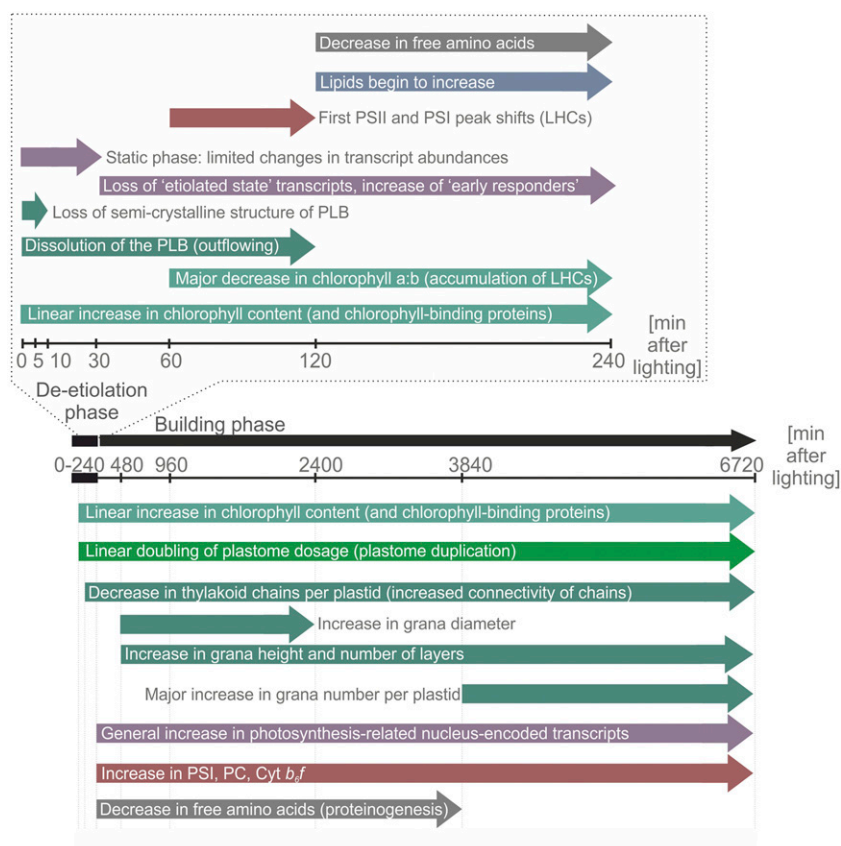 Decrease in free amino acids
Lipids begin to increase
First PSII and PSI peak shifts (LHCs)
Static phase: limited changes in transcript abundances
Loss of ‘etiolated state’ transcripts, increase of ‘early responders’
Loss of semi-crystalline structure of PLB
Dissolution of the PLB (outflowing)
Major decrease in chlorophyll a:b (accumulation of LHCs)
Linear increase in chlorophyll content (and chlorophyll-binding proteins)
[min
after
lighting]
0 5 10 30 60 120 240
De-etiolation
phase
Building phase
[min
after
lighting]
0-240 480 960 2400 3840 6720
Linear increase in chlorophyll content (and chlorophyll-binding proteins)
Linear doubling of plastome dosage (plastome duplication)
Decrease in thylakoid chains per plastid (increased connectivity of chains)
Increase in grana diameter
Increase in grana height and number of layers
Major increase in grana number per plastid
General increase in photosynthesis-related nucleus-encoded transcripts
Increase in PSI, PC, Cyt b₆f
Decrease in free amino acids (proteinogenesis)